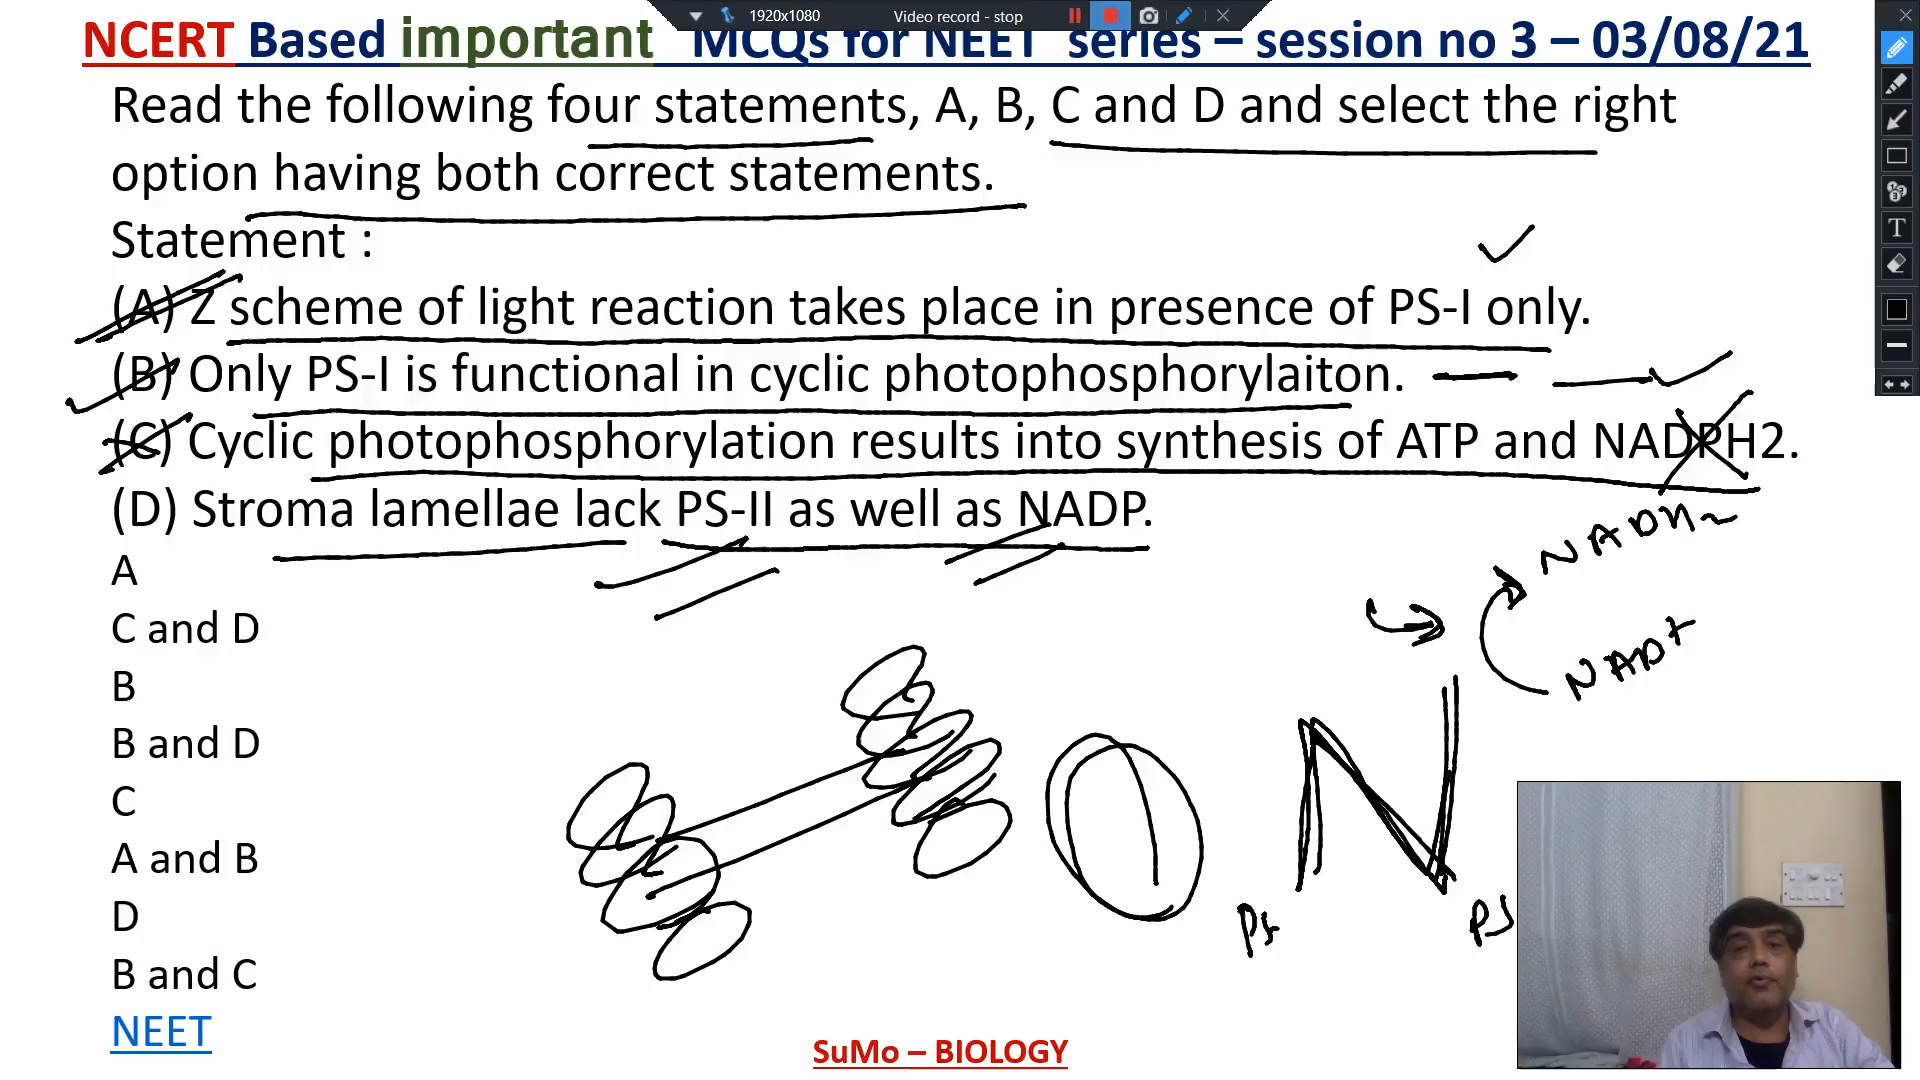 1920x1080 Video record - stop
NCERT Based important MCQs for NEET series – session no 3 – 03/08/21
Read the following four statements, A, B, C and D and select the right
option having both correct statements.
Statement :
(A) Z scheme of light reaction takes place in presence of PS-I only.
(B) Only PS-I is functional in cyclic photophosphorylaiton.
(C) Cyclic photophosphorylation results into synthesis of ATP and NADPH2.
(D) Stroma lamellae lack PS-II as well as NADP.
A
C and D
B
B and D
C
A and B
D
B and C
NEET
NAD+
PS
SuMo – BIOLOGY